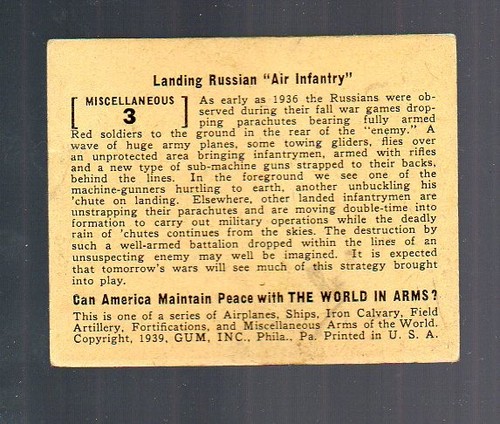 Landing Russian "Air Infantry"
[ MISCELLANEOUS 3 ]
As early as 1936 the Russians were ob-
served during their fall war games drop-
ping parachutes bearing fully armed
Red soldiers to the ground in the rear of the "enemy." A
wave of huge army planes, some towing gliders, flies over
an unprotected area bringing infantrymen, armed with rifles
and a new type of sub-machine guns strapped to their backs,
behind the lines. In the foreground we see one of the
machine-gunners hurtling to earth, another unbuckling his
'chute on landing. Elsewhere, other landed infantrymen are
unstrapping their parachutes and are moving double-time into
formation to carry out military operations while the deadly
rain of 'chutes continues from the skies. The destruction by
such a well-armed battalion dropped within the lines of an
unsuspecting enemy may well be imagined. It is expected
that tomorrow's wars will see much of this strategy brought
into play.
Can America Maintain Peace with THE WORLD IN ARMS?
This is one of a series of Airplanes, Ships, Iron Calvary, Field
Artillery, Fortifications, and Miscellaneous Arms of the World.
Copyright, 1939, GUM, INC., Phila., Pa. Printed in U. S. A.